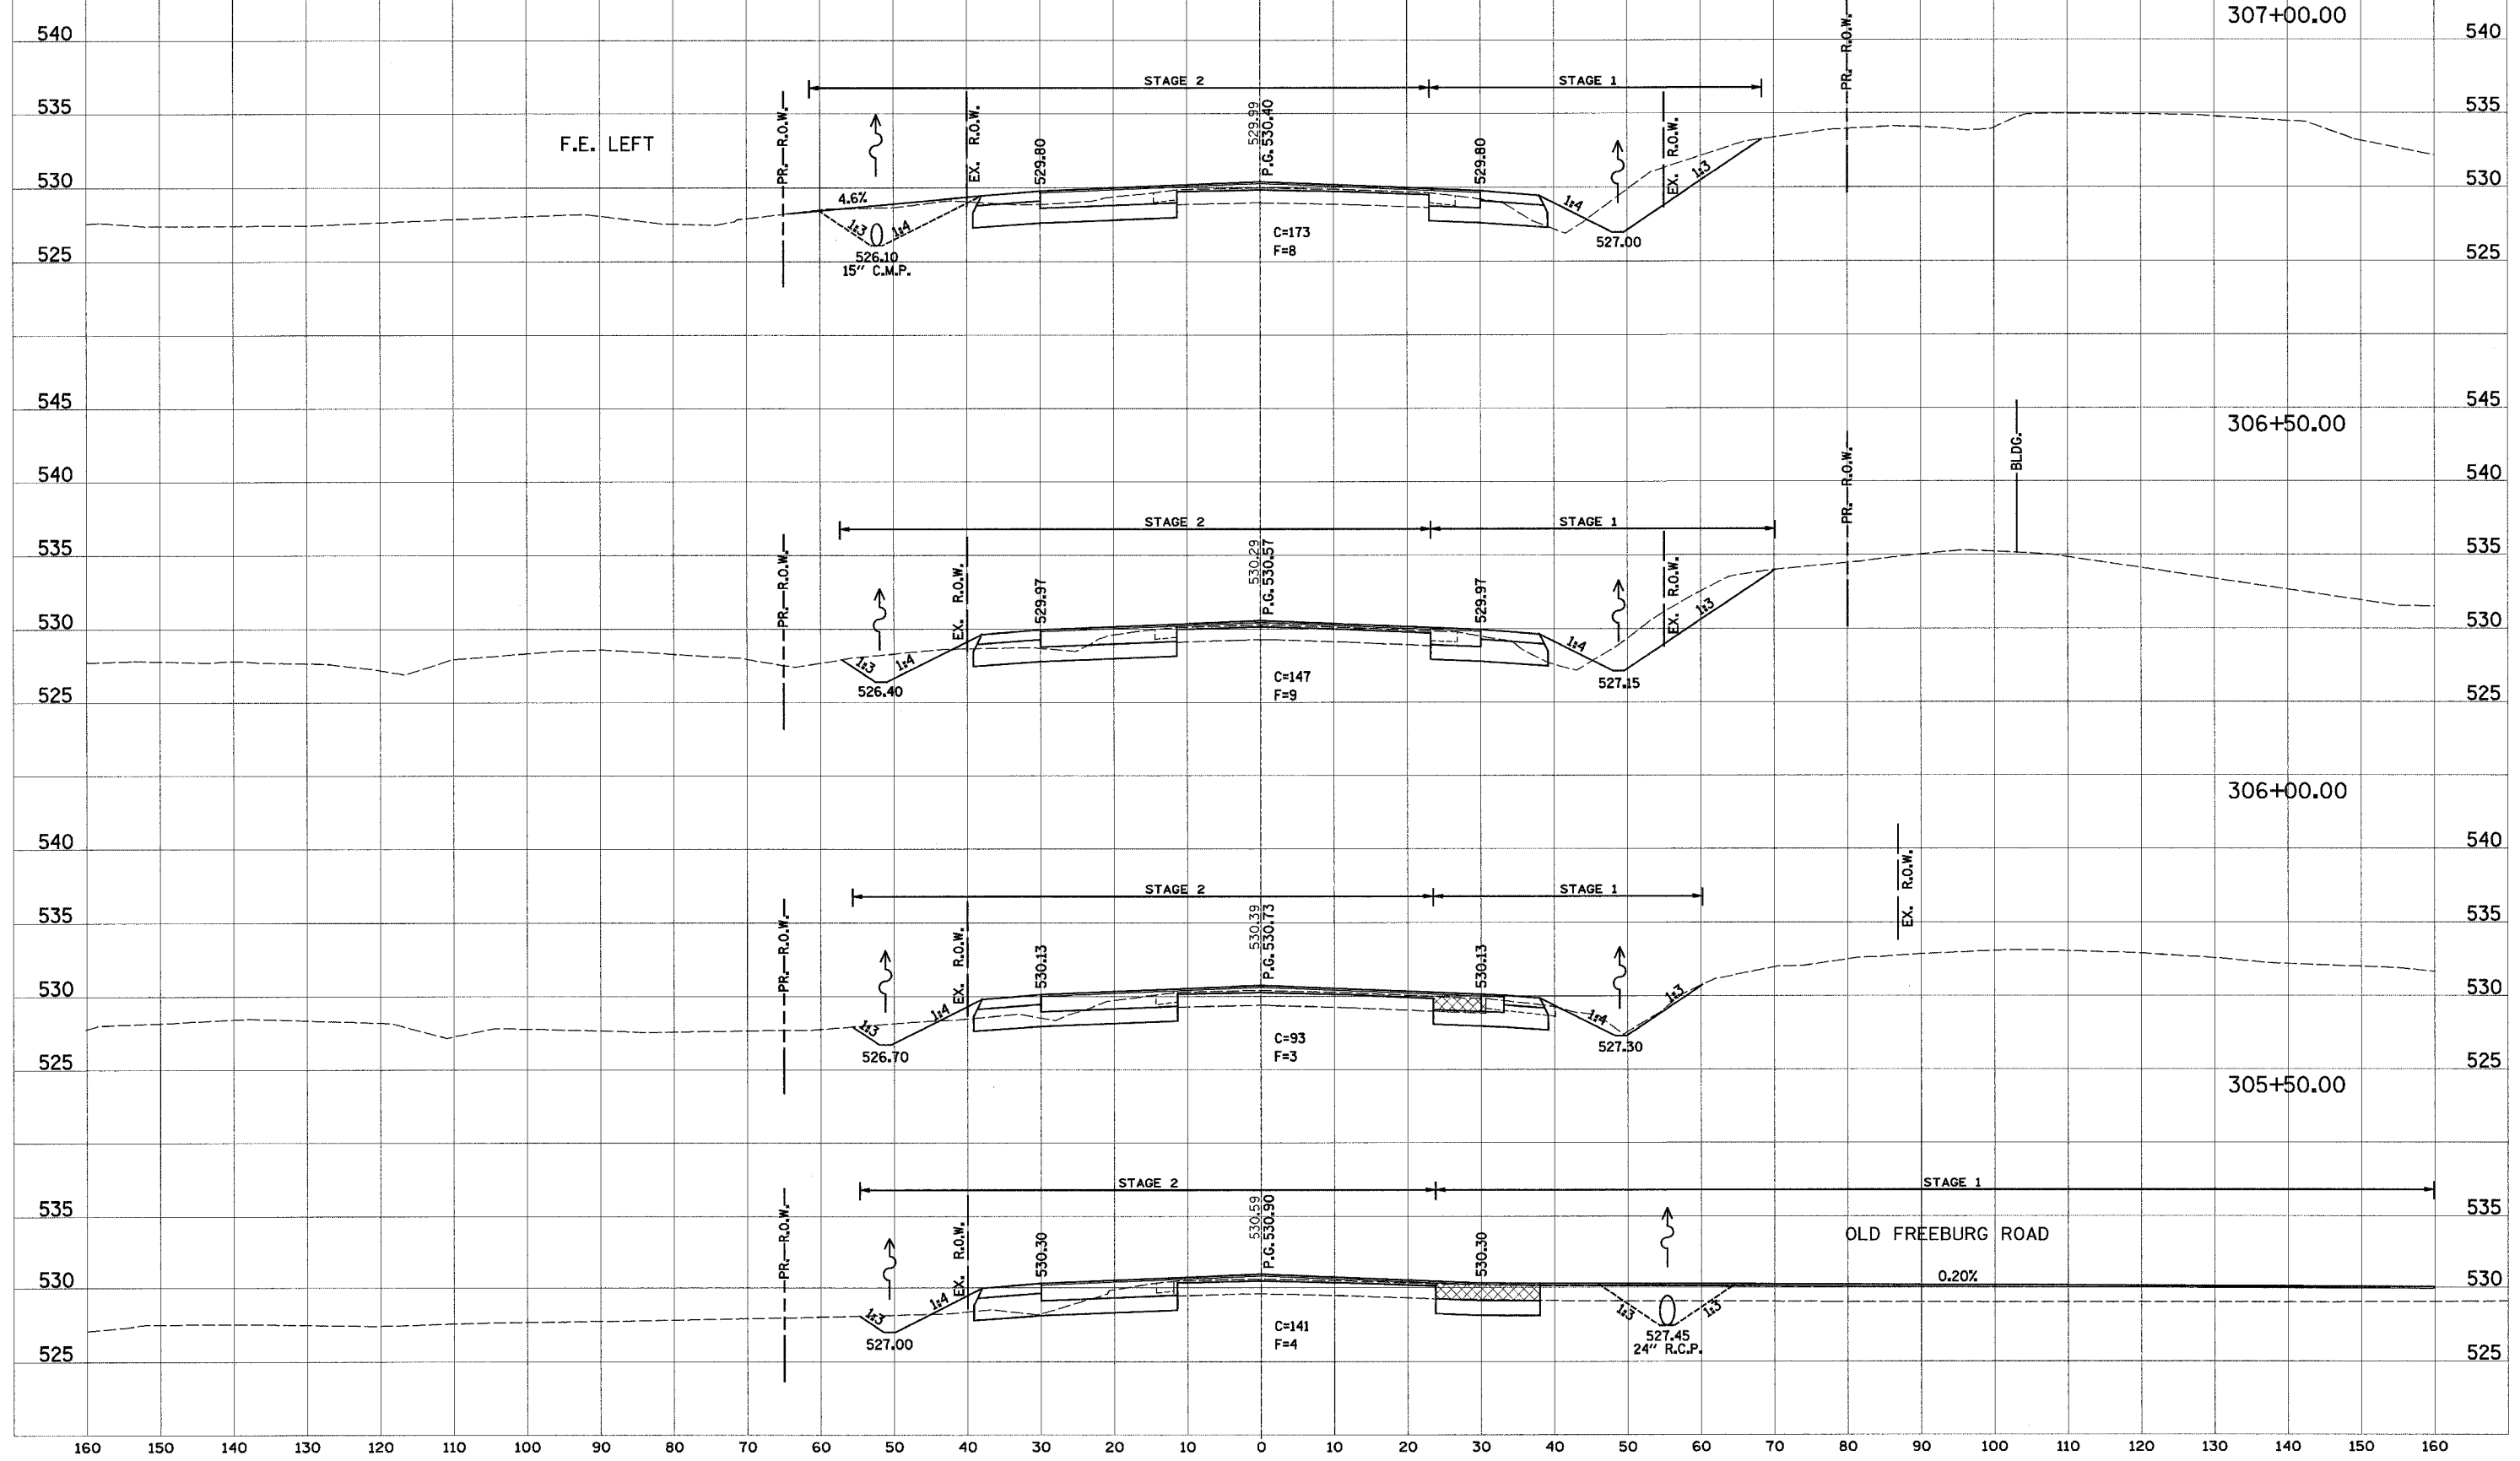 307+00.00
540 540
STAGE 2 STAGE 1
PR. R.O.W.
535 535
F.E. LEFT
PR. R.O.W.
EX. R.O.W.
529.80
529.99
P.G. 530.40
529.80
EX. R.O.W.
530 530
4.6%
1:3
1:4
1:4
1:3
526.10
15" C.M.P.
C=173
F=8
527.00
525 525
545 545
306+50.00
BLDG.
540 540
PR. R.O.W.
STAGE 2 STAGE 1
535 535
PR. R.O.W.
EX. R.O.W.
529.97
530.29
P.G. 530.57
529.97
EX. R.O.W.
530 530
1:3
1:4
1:4
1:3
526.40
C=147
F=9
527.15
525 525
306+00.00
540 540
EX. R.O.W.
STAGE 2 STAGE 1
535 535
PR. R.O.W.
EX. R.O.W.
530.13
530.39
P.G. 530.73
530.13
530 530
1:3
1:4
1:4
1:3
526.70
C=93
F=3
527.30
525 525
305+50.00
STAGE 2 STAGE 1
535 535
PR. R.O.W.
EX. R.O.W.
530.30
530.59
P.G. 530.90
530.30
OLD FREEBURG ROAD
530 530
0.20%
1:3
1:4
1:3
1:3
527.00
C=141
F=4
527.45
24" R.C.P.
525 525
160 150 140 130 120 110 100 90 80 70 60 50 40 30 20 10 0 10 20 30 40 50 60 70 80 90 100 110 120 130 140 150 160